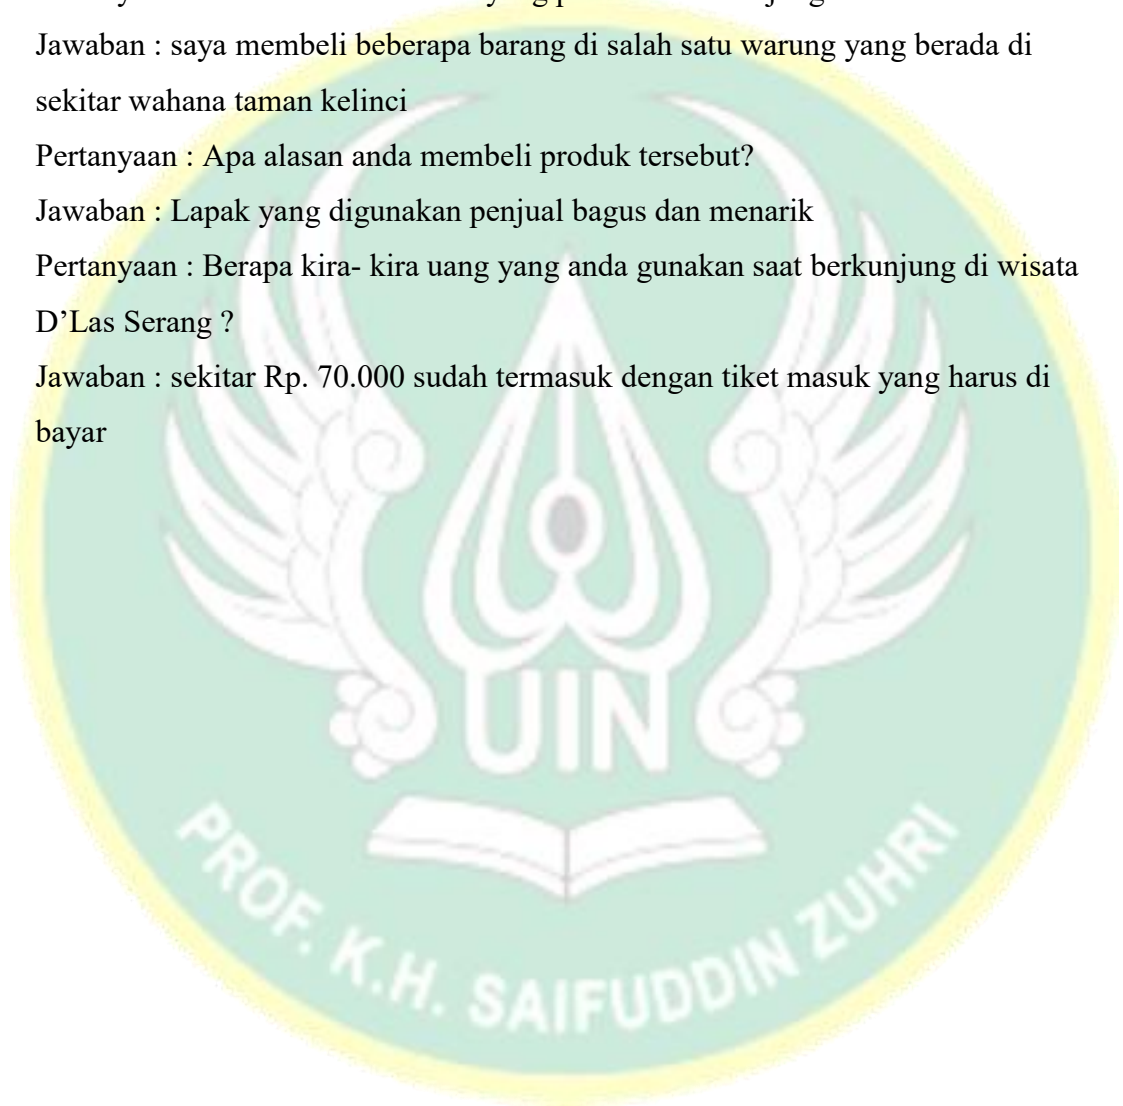 Jawaban : saya membeli beberapa barang di salah satu warung yang berada di
sekitar wahana taman kelinci
Pertanyaan : Apa alasan anda membeli produk tersebut?
Jawaban : Lapak yang digunakan penjual bagus dan menarik
Pertanyaan : Berapa kira- kira uang yang anda gunakan saat berkunjung di wisata
D’Las Serang ?
Jawaban : sekitar Rp. 70.000 sudah termasuk dengan tiket masuk yang harus di
bayar
UIN
PROF. K.H. SAIFUDDIN ZUHRI